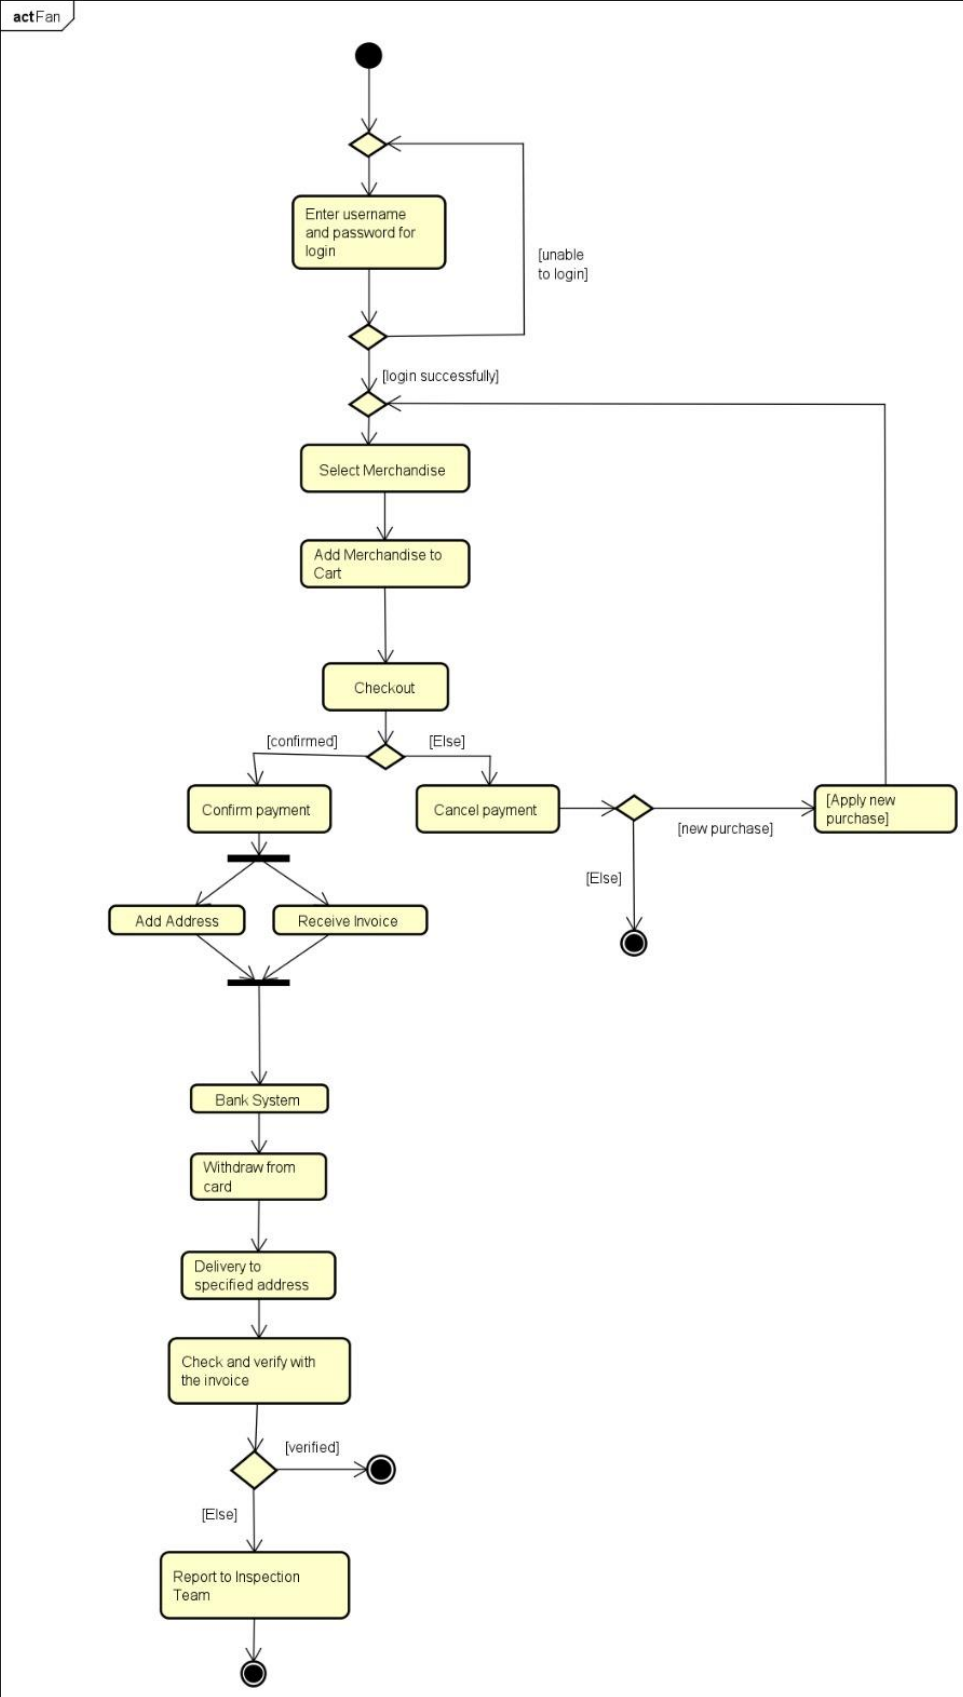 act Fan
Enter username
and password for
login
[unable
to login]
[login successfully]
Select Merchandise
Add Merchandise to
Cart
Checkout
[confirmed]
[Else]
Confirm payment
Cancel payment
[Apply new
purchase]
[new purchase]
[Else]
Add Address
Receive Invoice
Bank System
Withdraw from
card
Delivery to
specified address
Check and verify with
the invoice
[verified]
[Else]
Report to Inspection
Team